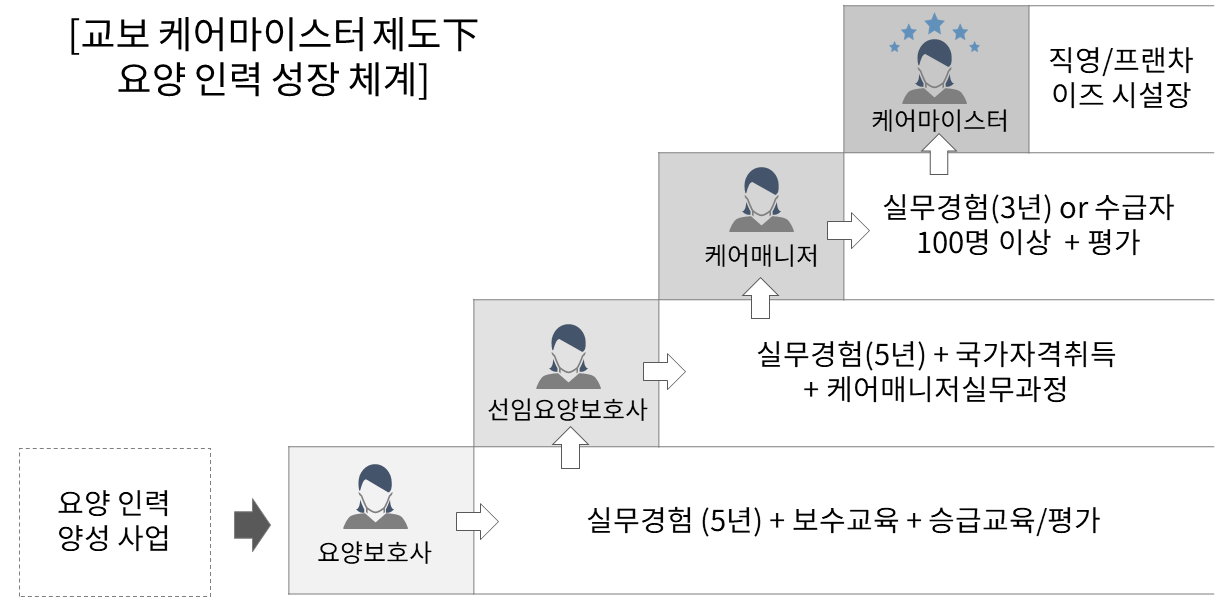 [교보 케어마이스터 제도下
요양 인력 성장 체계]
케어마이스터
직영/프랜차
이즈 시설장
케어매니저
실무경험(3년) or 수급자
100명 이상 + 평가
선임요양보호사
실무경험(5년) + 국가자격취득
+ 케어매니저실무과정
요양 인력
양성 사업
요양보호사
실무경험 (5년) + 보수교육 + 승급교육/평가